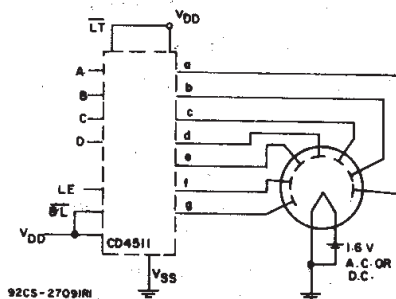 LT
VDD
A
a
b
B
c
C
d
D
e
LE
f
BL
g
VDD
CD4511
1.6 V
A.C. OR
D.C.
VSS
92CS-27091R1